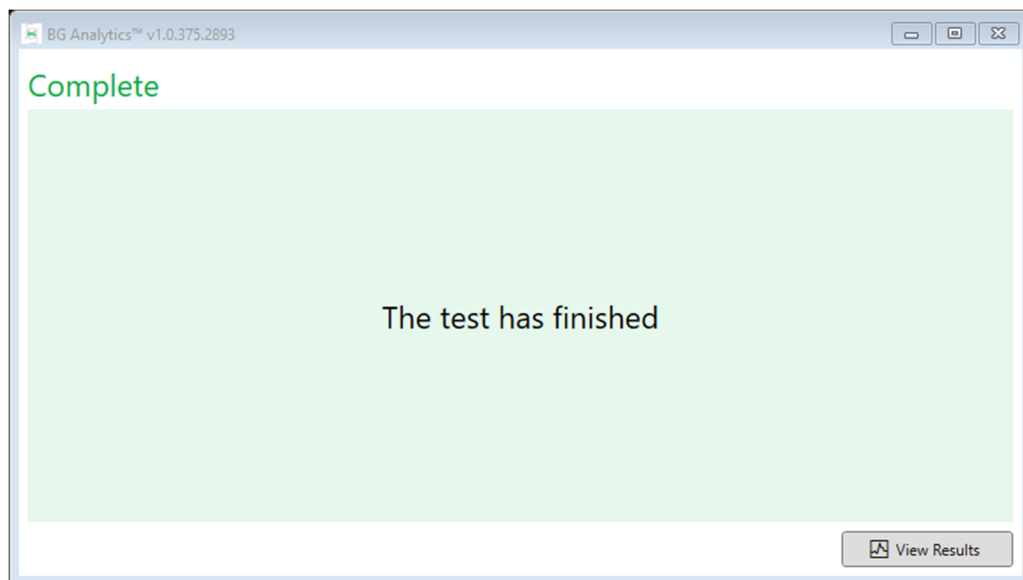 BG Analytics™ v1.0.375.2893
Complete
The test has finished
View Results